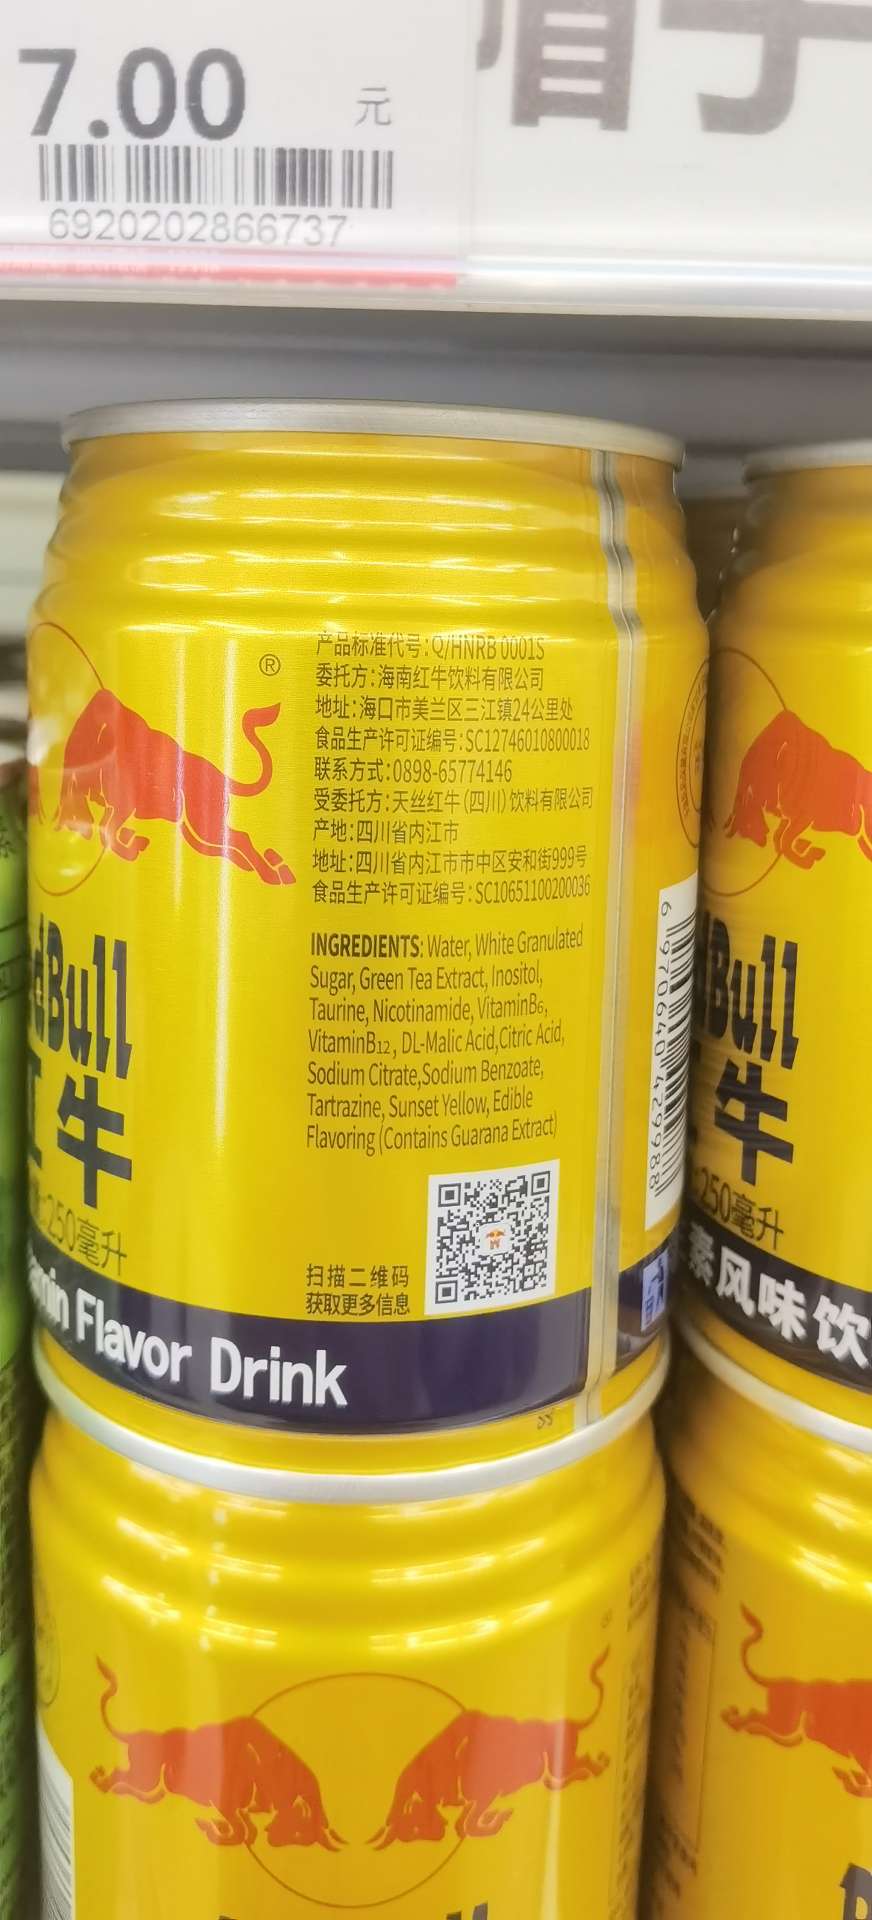 7.00
元
6920202866737
®
产品标准代号:Q/HNRB 0001S
委托方:海南红牛饮料有限公司
地址:海口市美兰区三江镇24公里处
食品生产许可证编号:SC12746010800018
联系方式:0898-65774146
受委托方:天丝红牛(四川)饮料有限公司
产地:四川省内江市
地址:四川省内江市市中区安和街999号
食品生产许可证编号:SC10651100200036
INGREDIENTS: Water, White Granulated
Sugar, Green Tea Extract, Inositol,
Taurine, Nicotinamide, VitaminB₆,
VitaminB₁₂, DL-Malic Acid,Citric Acid,
Sodium Citrate,Sodium Benzoate,
Tartrazine, Sunset Yellow, Edible
Flavoring (Contains Guarana Extract)
扫描二维码
获取更多信息
6970640429688
dBull
牛
250毫升
Flavor Drink
Bull
牛
250毫升
素风味饮